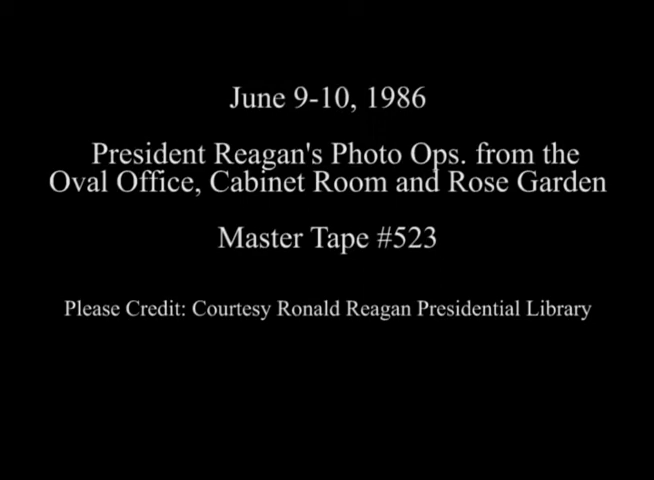 June 9-10, 1986
President Reagan's Photo Ops. from the
Oval Office, Cabinet Room and Rose Garden
Master Tape #523
Please Credit: Courtesy Ronald Reagan Presidential Library